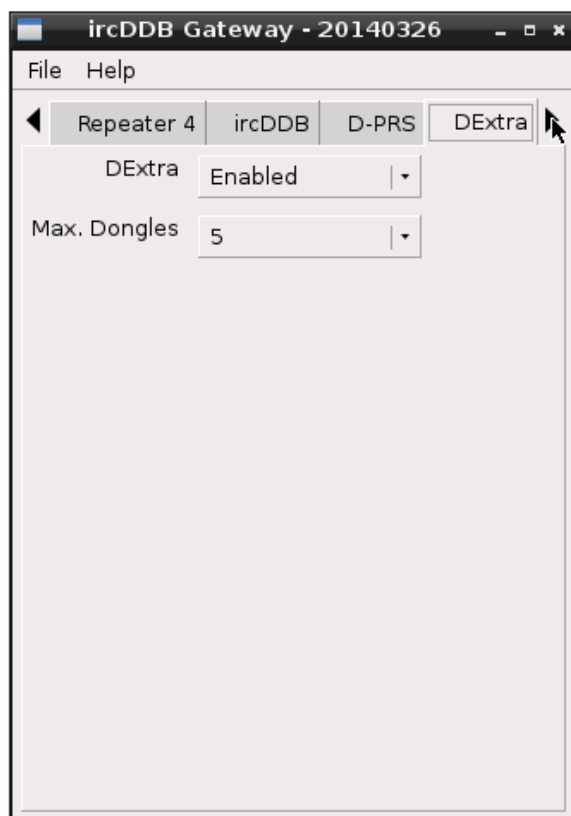 ircDDB Gateway - 20140326
File Help
Repeater 4 ircDDB D-PRS DExtra
DExtra Enabled
Max. Dongles 5